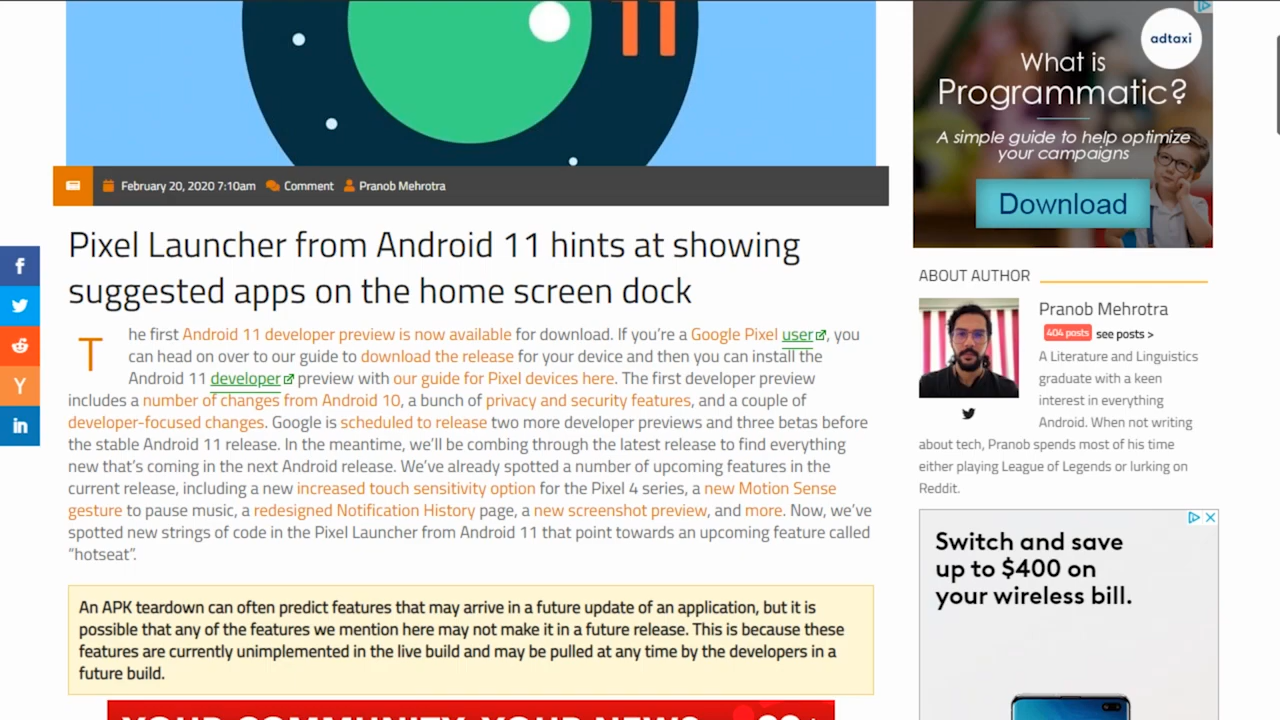 11
February 20, 2020 7:10am Comment Pranob Mehrotra
Pixel Launcher from Android 11 hints at showing
suggested apps on the home screen dock
The first Android 11 developer preview is now available for download. If you're a Google Pixel user, you
can head on over to our guide to download the release for your device and then you can install the
Android 11 developer preview with our guide for Pixel devices here. The first developer preview
includes a number of changes from Android 10, a bunch of privacy and security features, and a couple of
developer-focused changes. Google is scheduled to release two more developer previews and three betas before
the stable Android 11 release. In the meantime, we'll be combing through the latest release to find everything
new that's coming in the next Android release. We've already spotted a number of upcoming features in the
current release, including a new increased touch sensitivity option for the Pixel 4 series, a new Motion Sense
gesture to pause music, a redesigned Notification History page, a new screenshot preview, and more. Now, we've
spotted new strings of code in the Pixel Launcher from Android 11 that point towards an upcoming feature called
“hotseat”.
An APK teardown can often predict features that may arrive in a future update of an application, but it is
possible that any of the features we mention here may not make it in a future release. This is because these
features are currently unimplemented in the live build and may be pulled at any time by the developers in a
future build.
YOUR COMMUNITY, YOUR NEWS
adtaxi
What is
Programmatic?
A simple guide to help optimize
your campaigns
Download
ABOUT AUTHOR
Pranob Mehrotra
404 posts see posts >
A Literature and Linguistics
graduate with a keen
interest in everything
Android. When not writing
about tech, Pranob spends most of his time
either playing League of Legends or lurking on
Reddit.
Switch and save
up to $400 on
your wireless bill.